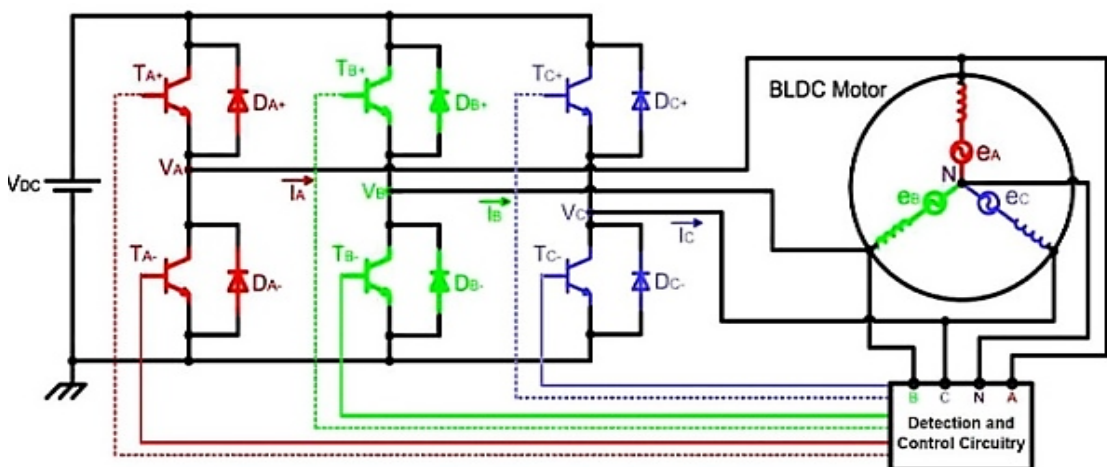 TA+
DA+
TB+
DB+
TC+
DC+
BLDC Motor
eA
N
eB
eC
VDC
VA
IA
VB
IB
VC
IC
TA-
DA-
TB-
DB-
TC-
DC-
B C N A
Detection and
Control Circuitry